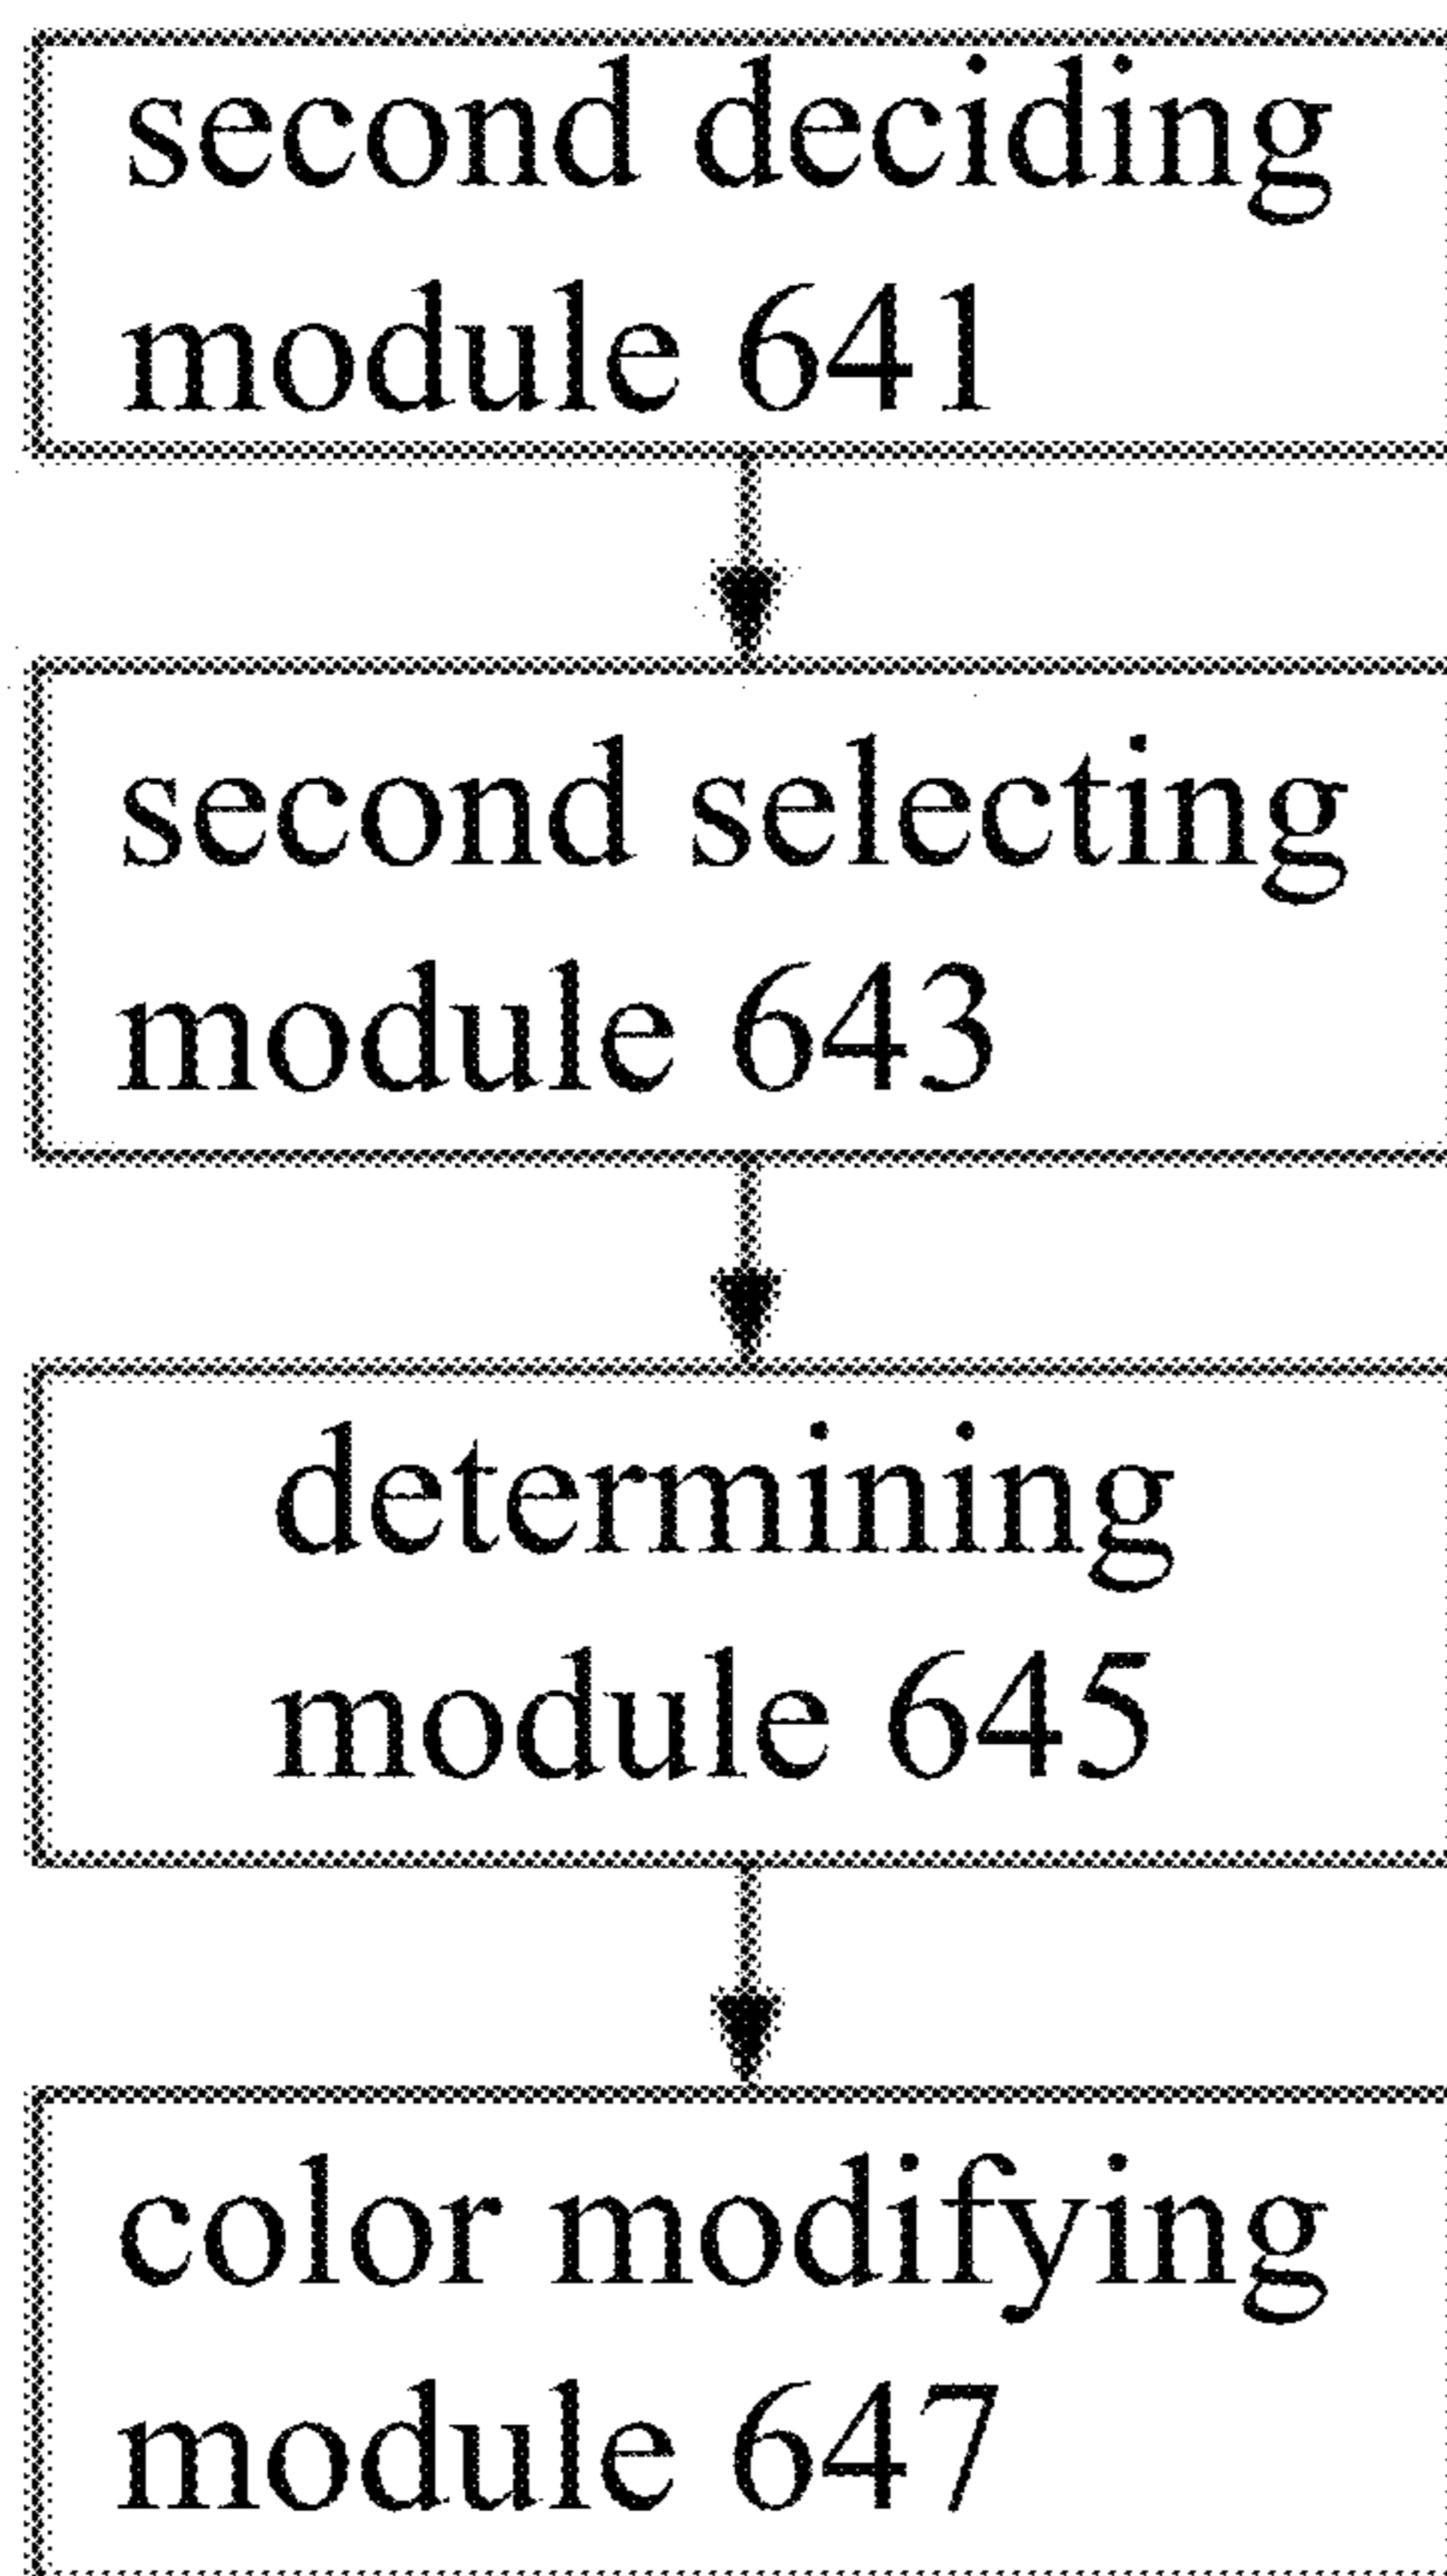 second deciding
module 641
second selecting
module 643
determining
module 645
color modifying
module 647